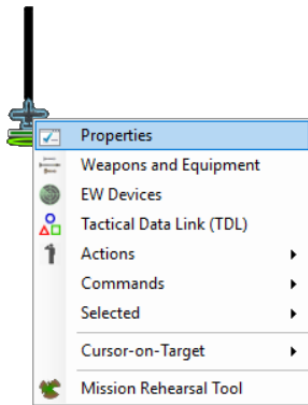 Properties
Weapons and Equipment
EW Devices
Tactical Data Link (TDL)
Actions
Commands
Selected
Cursor-on-Target
Mission Rehearsal Tool